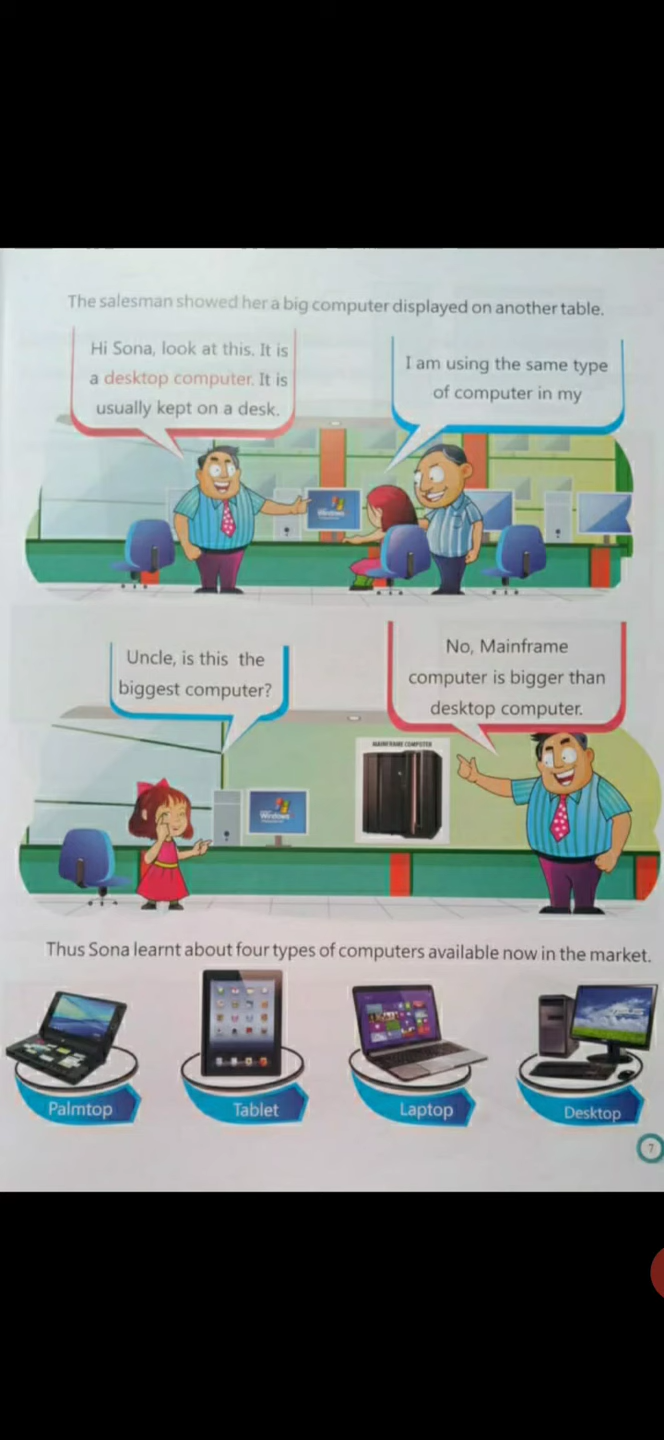 The salesman showed her a big computer displayed on another table.
Hi Sona, look at this. It is
a desktop computer. It is
usually kept on a desk.
I am using the same type
of computer in my
Windows
Uncle, is this the
biggest computer?
No, Mainframe
computer is bigger than
desktop computer.
MAINFRAME COMPUTER
Windows
Thus Sona learnt about four types of computers available now in the market.
Palmtop
Tablet
Laptop
Desktop
7